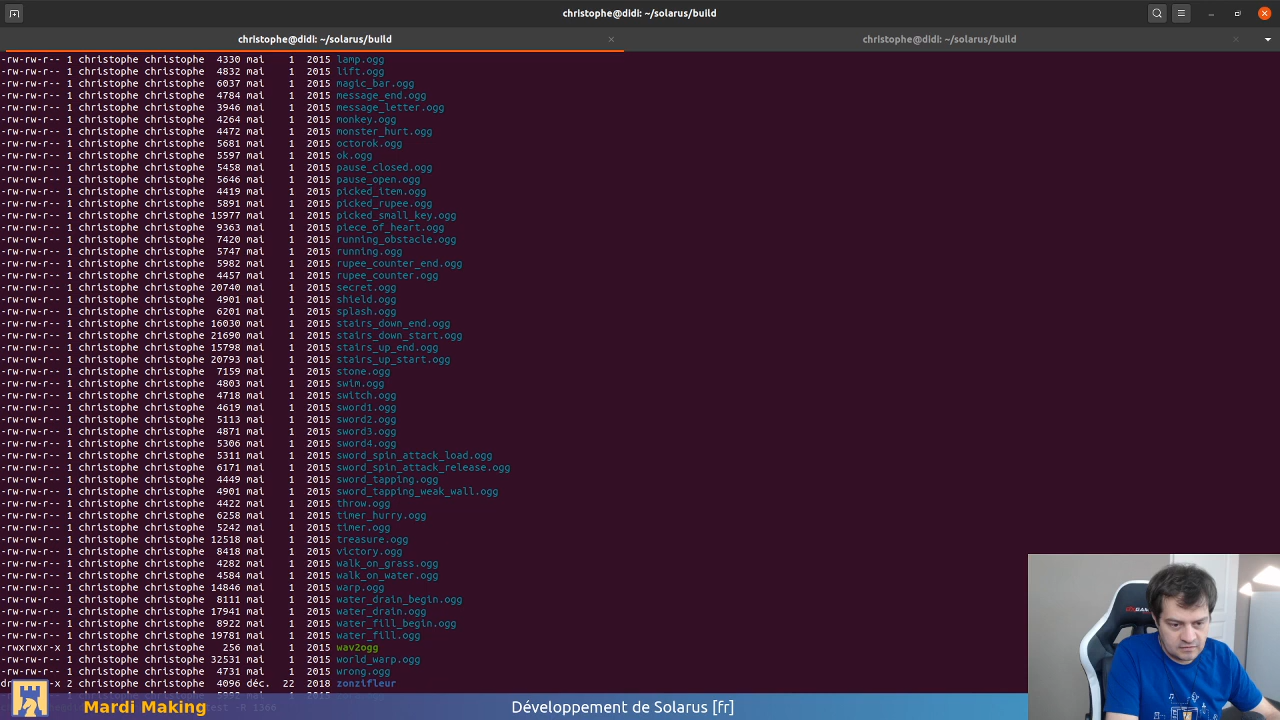 christophe@didi: ~/solarus/build
christophe@didi: ~/solarus/build
christophe@didi: ~/solarus/build
-rw-rw-r-- 1 christophe christophe 4330 mai 1 2015 lamp.ogg
-rw-rw-r-- 1 christophe christophe 4832 mai 1 2015 lift.ogg
-rw-rw-r-- 1 christophe christophe 6037 mai 1 2015 magic_bar.ogg
-rw-rw-r-- 1 christophe christophe 4784 mai 1 2015 message_end.ogg
-rw-rw-r-- 1 christophe christophe 3946 mai 1 2015 message_letter.ogg
-rw-rw-r-- 1 christophe christophe 4264 mai 1 2015 monkey.ogg
-rw-rw-r-- 1 christophe christophe 4472 mai 1 2015 monster_hurt.ogg
-rw-rw-r-- 1 christophe christophe 5681 mai 1 2015 octorok.ogg
-rw-rw-r-- 1 christophe christophe 5597 mai 1 2015 ok.ogg
-rw-rw-r-- 1 christophe christophe 5458 mai 1 2015 pause_closed.ogg
-rw-rw-r-- 1 christophe christophe 5646 mai 1 2015 pause_open.ogg
-rw-rw-r-- 1 christophe christophe 4419 mai 1 2015 picked_item.ogg
-rw-rw-r-- 1 christophe christophe 5891 mai 1 2015 picked_rupee.ogg
-rw-rw-r-- 1 christophe christophe 15977 mai 1 2015 picked_small_key.ogg
-rw-rw-r-- 1 christophe christophe 9363 mai 1 2015 piece_of_heart.ogg
-rw-rw-r-- 1 christophe christophe 7420 mai 1 2015 running_obstacle.ogg
-rw-rw-r-- 1 christophe christophe 5747 mai 1 2015 running.ogg
-rw-rw-r-- 1 christophe christophe 5982 mai 1 2015 rupee_counter_end.ogg
-rw-rw-r-- 1 christophe christophe 4457 mai 1 2015 rupee_counter.ogg
-rw-rw-r-- 1 christophe christophe 20740 mai 1 2015 secret.ogg
-rw-rw-r-- 1 christophe christophe 4901 mai 1 2015 shield.ogg
-rw-rw-r-- 1 christophe christophe 6201 mai 1 2015 splash.ogg
-rw-rw-r-- 1 christophe christophe 16030 mai 1 2015 stairs_down_end.ogg
-rw-rw-r-- 1 christophe christophe 21690 mai 1 2015 stairs_down_start.ogg
-rw-rw-r-- 1 christophe christophe 15798 mai 1 2015 stairs_up_end.ogg
-rw-rw-r-- 1 christophe christophe 20793 mai 1 2015 stairs_up_start.ogg
-rw-rw-r-- 1 christophe christophe 7159 mai 1 2015 stone.ogg
-rw-rw-r-- 1 christophe christophe 4803 mai 1 2015 swim.ogg
-rw-rw-r-- 1 christophe christophe 4718 mai 1 2015 switch.ogg
-rw-rw-r-- 1 christophe christophe 4619 mai 1 2015 sword1.ogg
-rw-rw-r-- 1 christophe christophe 5113 mai 1 2015 sword2.ogg
-rw-rw-r-- 1 christophe christophe 4871 mai 1 2015 sword3.ogg
-rw-rw-r-- 1 christophe christophe 5306 mai 1 2015 sword4.ogg
-rw-rw-r-- 1 christophe christophe 5311 mai 1 2015 sword_spin_attack_load.ogg
-rw-rw-r-- 1 christophe christophe 6171 mai 1 2015 sword_spin_attack_release.ogg
-rw-rw-r-- 1 christophe christophe 4449 mai 1 2015 sword_tapping.ogg
-rw-rw-r-- 1 christophe christophe 4901 mai 1 2015 sword_tapping_weak_wall.ogg
-rw-rw-r-- 1 christophe christophe 4422 mai 1 2015 throw.ogg
-rw-rw-r-- 1 christophe christophe 6258 mai 1 2015 timer_hurry.ogg
-rw-rw-r-- 1 christophe christophe 5242 mai 1 2015 timer.ogg
-rw-rw-r-- 1 christophe christophe 12518 mai 1 2015 treasure.ogg
-rw-rw-r-- 1 christophe christophe 8418 mai 1 2015 victory.ogg
-rw-rw-r-- 1 christophe christophe 4282 mai 1 2015 walk_on_grass.ogg
-rw-rw-r-- 1 christophe christophe 4584 mai 1 2015 walk_on_water.ogg
-rw-rw-r-- 1 christophe christophe 14846 mai 1 2015 warp.ogg
-rw-rw-r-- 1 christophe christophe 8111 mai 1 2015 water_drain_begin.ogg
-rw-rw-r-- 1 christophe christophe 17941 mai 1 2015 water_drain.ogg
-rw-rw-r-- 1 christophe christophe 8922 mai 1 2015 water_fill_begin.ogg
-rw-rw-r-- 1 christophe christophe 19781 mai 1 2015 water_fill.ogg
-rwxrwxr-x 1 christophe christophe 256 mai 1 2015 wav2ogg
-rw-rw-r-- 1 christophe christophe 32531 mai 1 2015 world_warp.ogg
-rw-rw-r-- 1 christophe christophe 4731 mai 1 2015 wrong.ogg
2 christophe christophe 4096 déc. 22 2018 zonzifleur
Mardi Making
Développement de Solarus [fr]